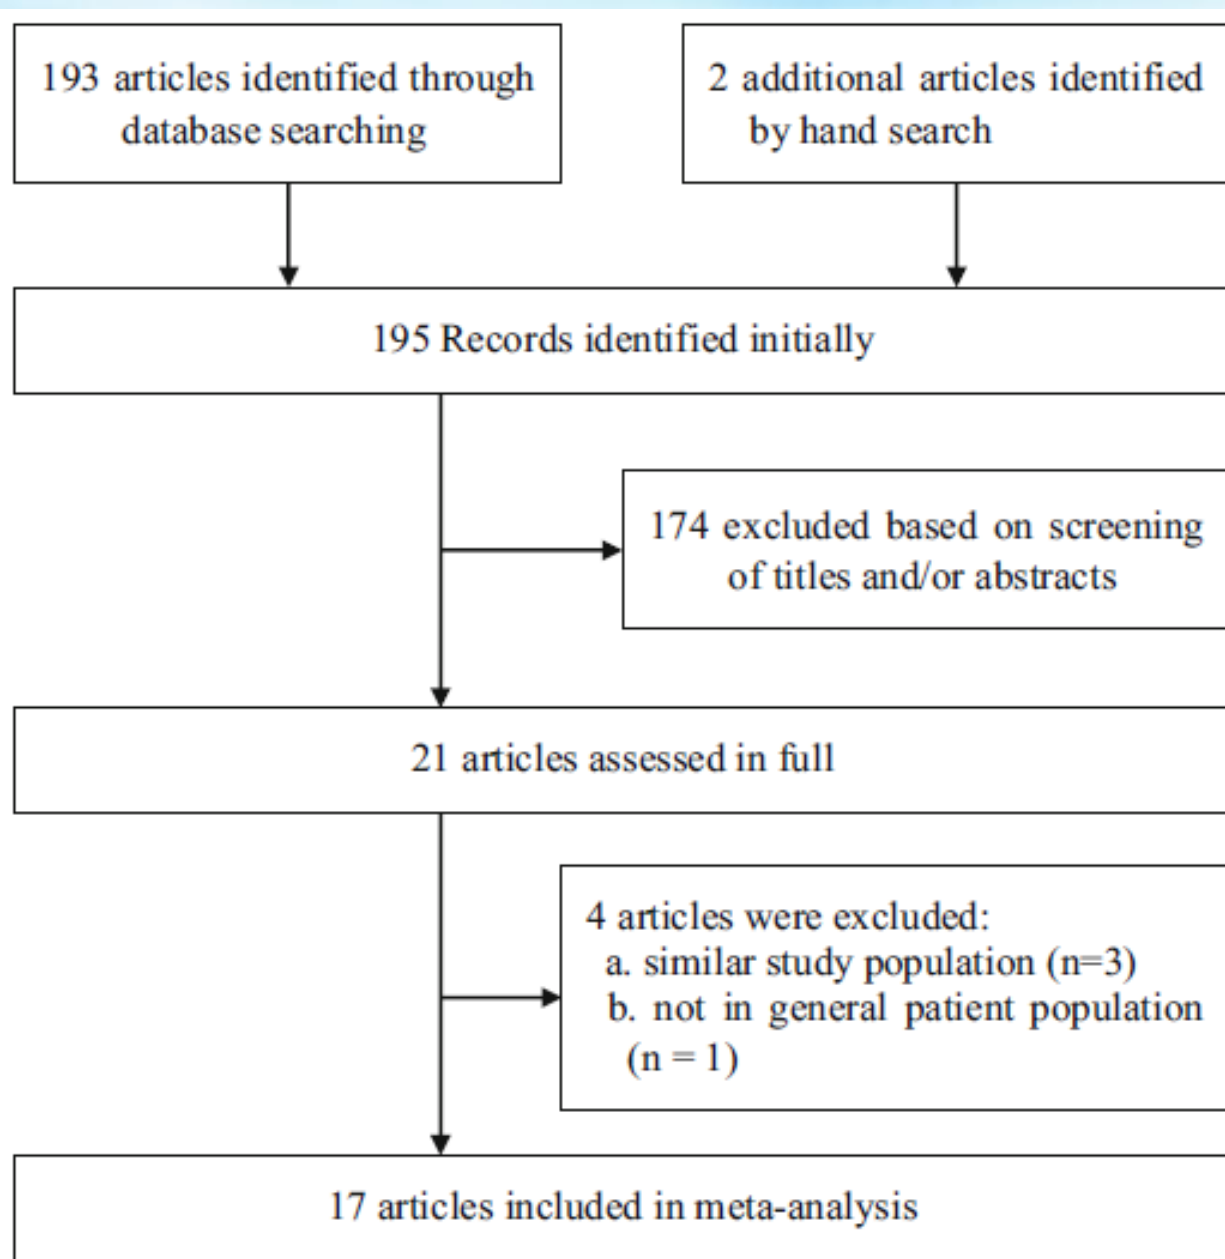 193 articles identified through
database searching
2 additional articles identified
by hand search
195 Records identified initially
174 excluded based on screening
of titles and/or abstracts
21 articles assessed in full
4 articles were excluded:
a. similar study population (n=3)
b. not in general patient population
(n = 1)
17 articles included in meta-analysis